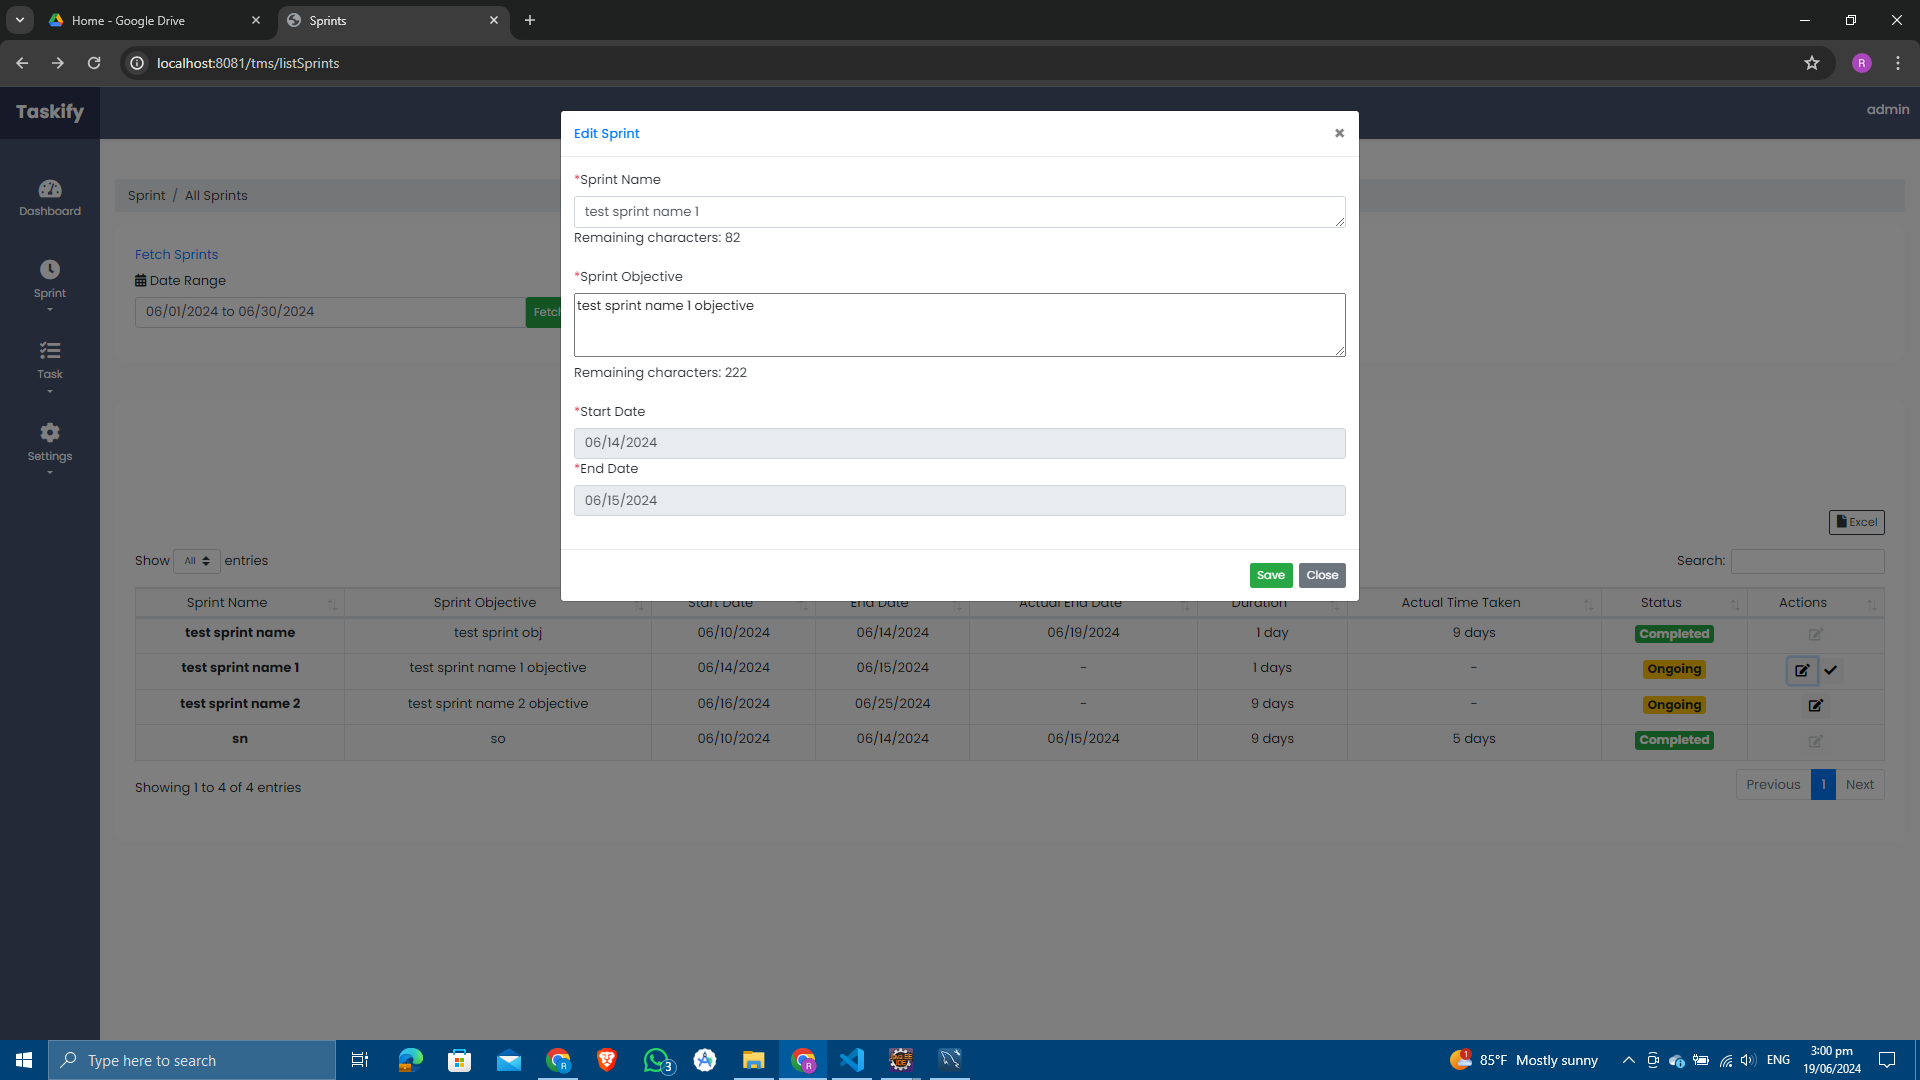 Home - Google Drive
Sprints
localhost:8081/tms/listSprints
R
Taskify
admin
Dashboard
Sprint
Task
Settings
Sprint / All Sprints
Fetch Sprints
Date Range
06/01/2024 to 06/30/2024
Fetch
Edit Sprint
*Sprint Name
test sprint name 1
Remaining characters: 82
*Sprint Objective
test sprint name 1 objective
Remaining characters: 222
*Start Date
06/14/2024
*End Date
06/15/2024
Save Close
Excel
Show All entries
Search:
Sprint Name Sprint Objective Start Date End Date Actual End Date Duration Actual Time Taken Status Actions
test sprint name test sprint obj 06/10/2024 06/14/2024 06/19/2024 1 day 9 days Completed
test sprint name 1 test sprint name 1 objective 06/14/2024 06/15/2024 - 1 days - Ongoing
test sprint name 2 test sprint name 2 objective 06/16/2024 06/25/2024 - 9 days - Ongoing
sn so 06/10/2024 06/14/2024 06/15/2024 9 days 5 days Completed
Showing 1 to 4 of 4 entries
Previous 1 Next
Type here to search
3
1
85°F Mostly sunny
ENG
3:00 pm
19/06/2024